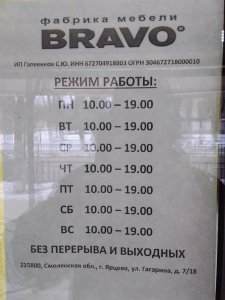 фабрика мебели
BRAVO®
ИП Гапеенков С.Ю. ИНН 672704918803 ОГРН 304672718000010
РЕЖИМ РАБОТЫ:
ПН 10.00 – 19.00
ВТ 10.00 – 19.00
СР 10.00 – 19.00
ЧТ 10.00 – 19.00
ПТ 10.00 – 19.00
СБ 10.00 – 19.00
ВС 10.00 – 19.00
БЕЗ ПЕРЕРЫВА И ВЫХОДНЫХ
215800, Смоленская обл., г. Ярцево, ул. Гагарина, д. 7/18